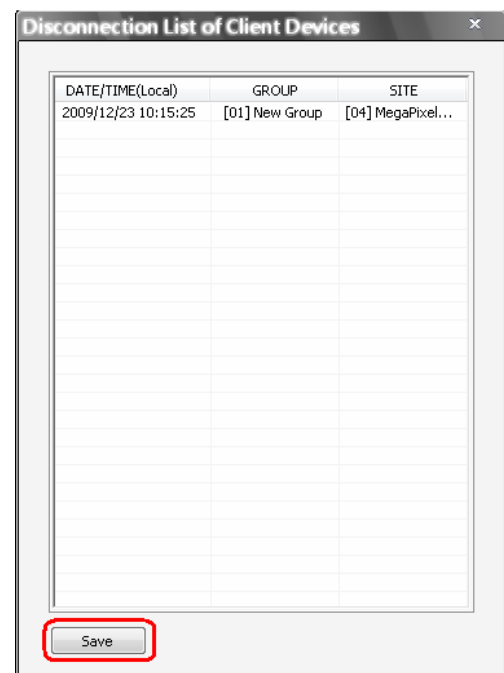 Disconnection List of Client Devices
DATE/TIME(Local) GROUP SITE
2009/12/23 10:15:25 [01] New Group [04] MegaPixel...
Save